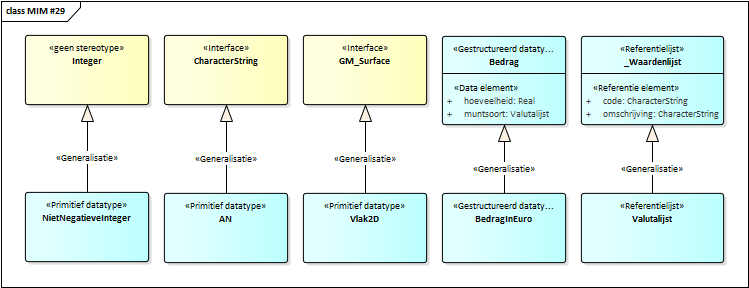 class MIM #29
«geen stereotype»
Integer
«Interface»
CharacterString
«Interface»
GM_Surface
«Gestructureerd dataty...
Bedrag
«Data element»
+ hoeveelheid: Real
+ muntsoort: Valutalijst
«Referentielijst»
_Waardenlijst
«Referentie element»
+ code: CharacterString
+ omschrijving: CharacterString
«Generalisatie»
«Generalisatie»
«Generalisatie»
«Generalisatie»
«Generalisatie»
«Primitief datatype»
NietNegatieveInteger
«Primitief datatype»
AN
«Primitief datatype»
Vlak2D
«Gestructureerd dataty...
BedragInEuro
«Referentielijst»
Valutalijst